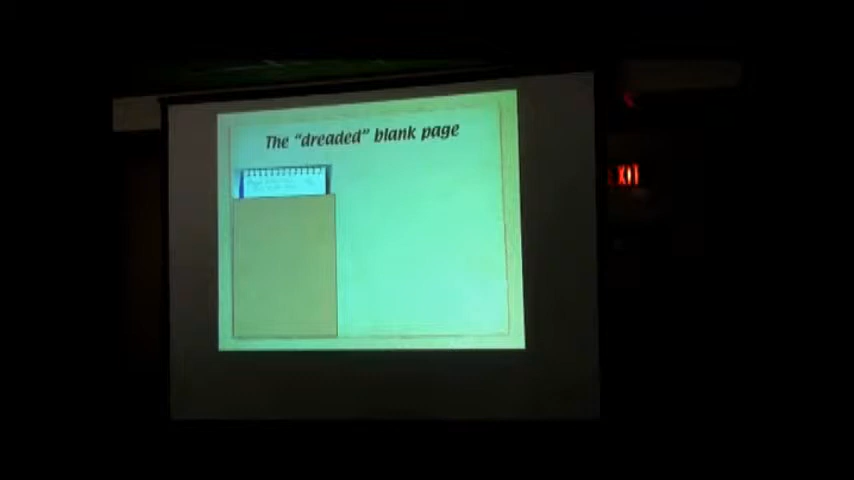 The “dreaded” blank page
EXIT